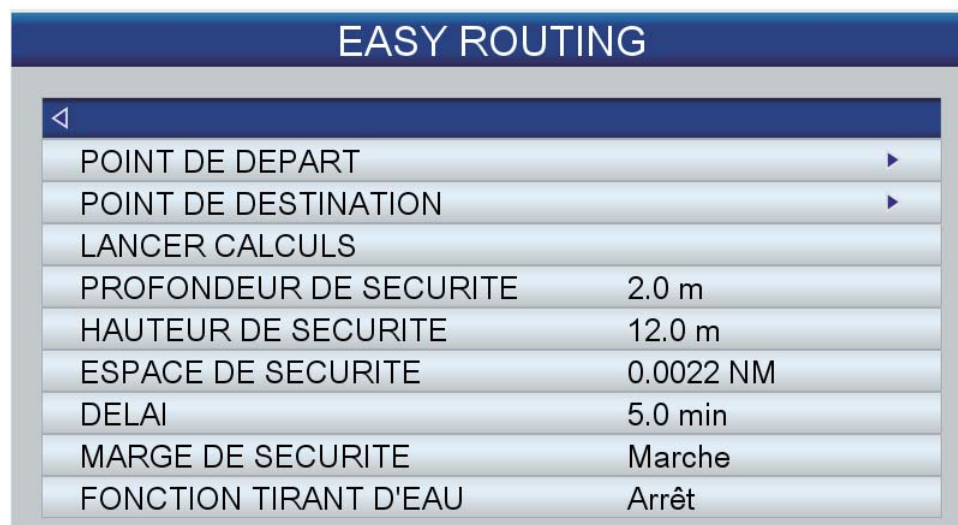 EASY ROUTING
POINT DE DEPART
POINT DE DESTINATION
LANCER CALCULS
PROFONDEUR DE SECURITE 2.0 m
HAUTEUR DE SECURITE 12.0 m
ESPACE DE SECURITE 0.0022 NM
DELAI 5.0 min
MARGE DE SECURITE Marche
FONCTION TIRANT D'EAU Arrêt